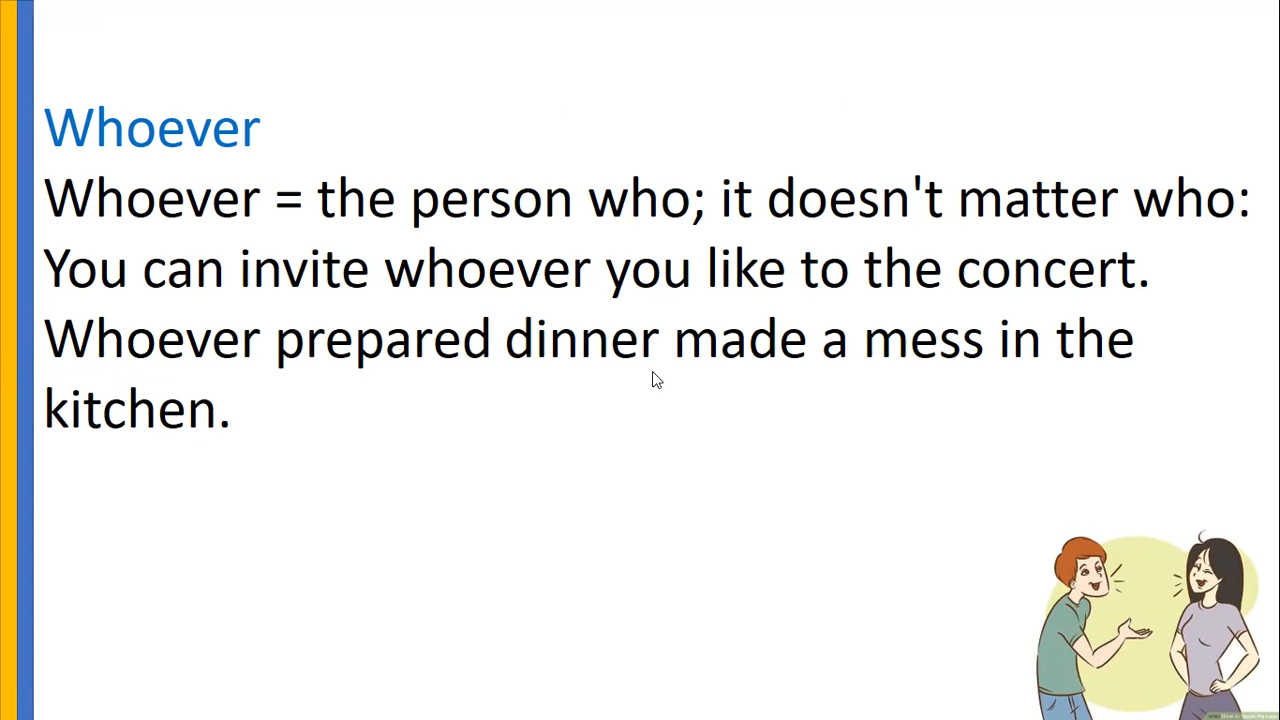 Whoever
Whoever = the person who; it doesn't matter who:
You can invite whoever you like to the concert.
Whoever prepared dinner made a mess in the
kitchen.